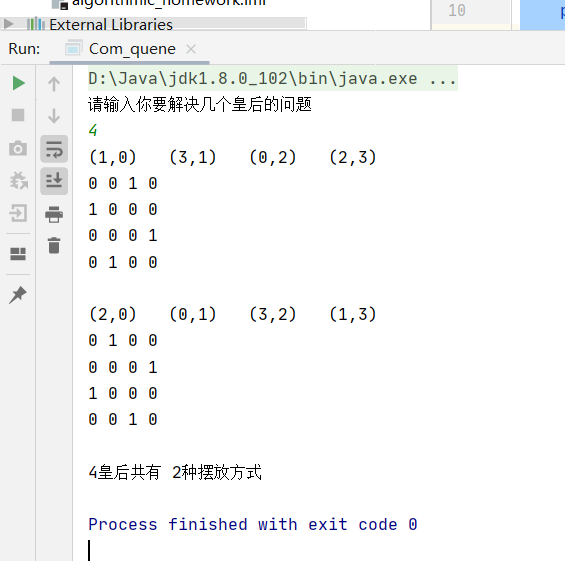 algorithmic_homework.iml
10
External Libraries
Run: Com_quene
D:\Java\jdk1.8.0_102\bin\java.exe ...
请输入你要解决几个皇后的问题
4
(1,0) (3,1) (0,2) (2,3)
0 0 1 0
1 0 0 0
0 0 0 1
0 1 0 0
(2,0) (0,1) (3,2) (1,3)
0 1 0 0
0 0 0 1
1 0 0 0
0 0 1 0
4皇后共有 2种摆放方式
Process finished with exit code 0